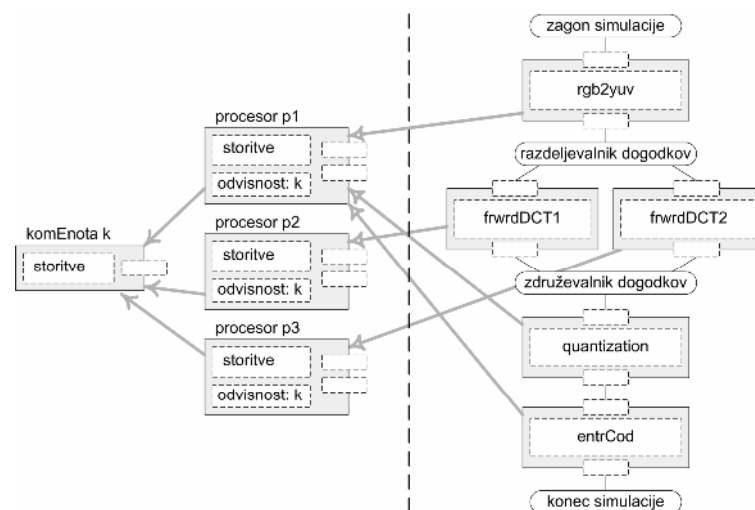 zagon simulacije
rgb2yuv
procesor p1
storitve
odvisnost: k
razdeljevalnik dogodkov
procesor p2
storitve
odvisnost: k
frwrdDCT1
frwrdDCT2
komEnota k
storitve
združevalnik dogodkov
procesor p3
storitve
odvisnost: k
quantization
entrCod
konec simulacije